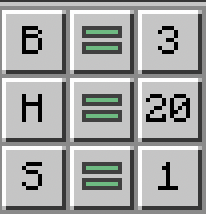 B = 3
H = 20
S = 1